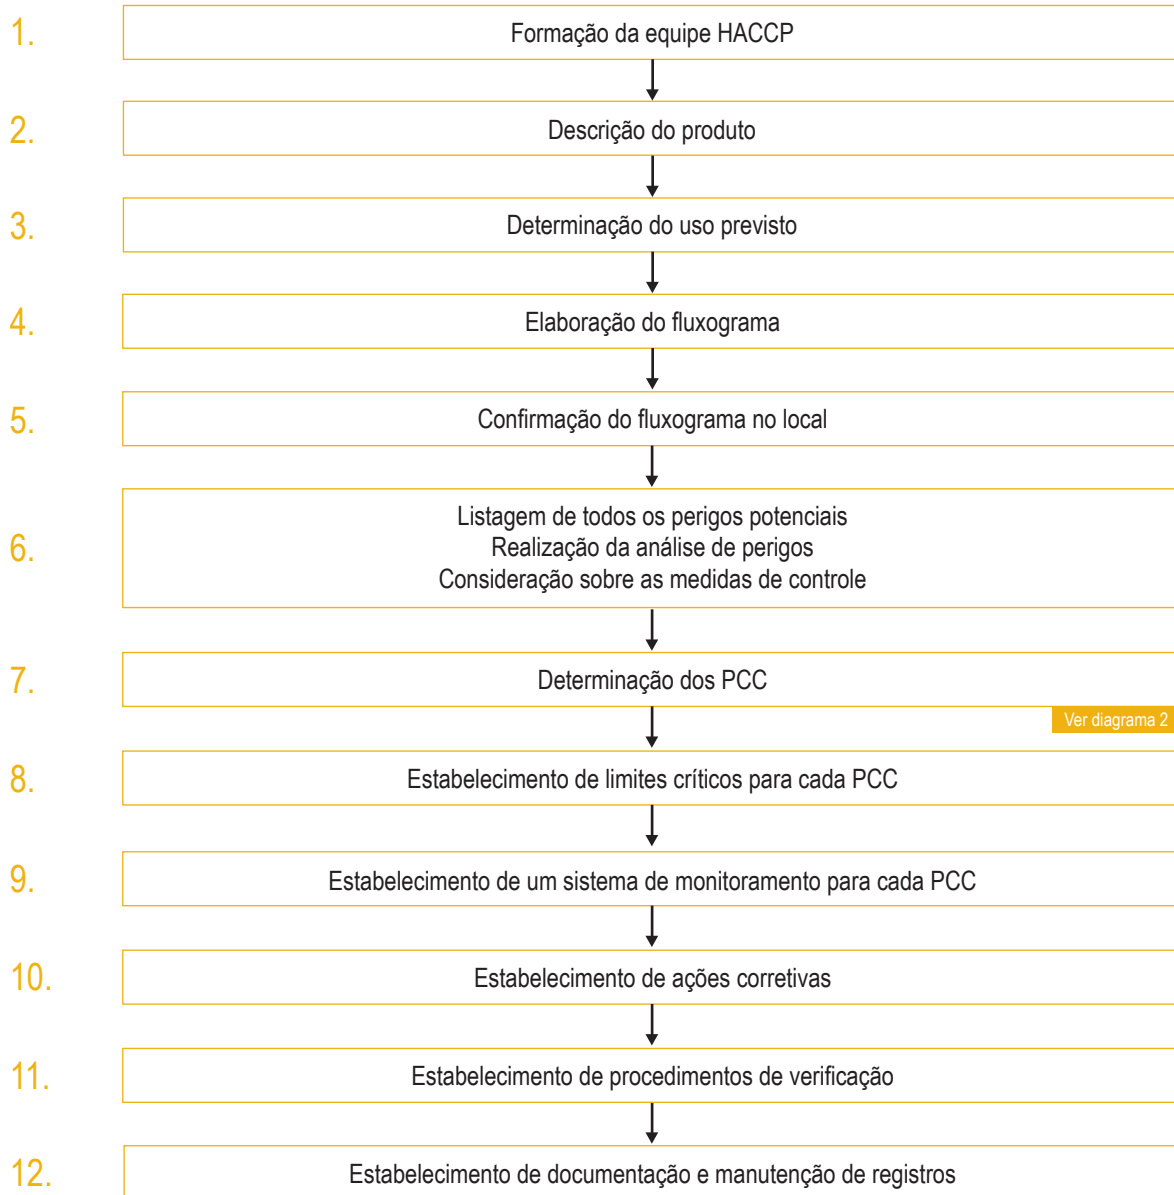 1.
Formação da equipe HACCP
2.
Descrição do produto
3.
Determinação do uso previsto
4.
Elaboração do fluxograma
5.
Confirmação do fluxograma no local
6.
Listagem de todos os perigos potenciais
Realização da análise de perigos
Consideração sobre as medidas de controle
7.
Determinação dos PCC
Ver diagrama 2
8.
Estabelecimento de limites críticos para cada PCC
9.
Estabelecimento de um sistema de monitoramento para cada PCC
10.
Estabelecimento de ações corretivas
11.
Estabelecimento de procedimentos de verificação
12.
Estabelecimento de documentação e manutenção de registros